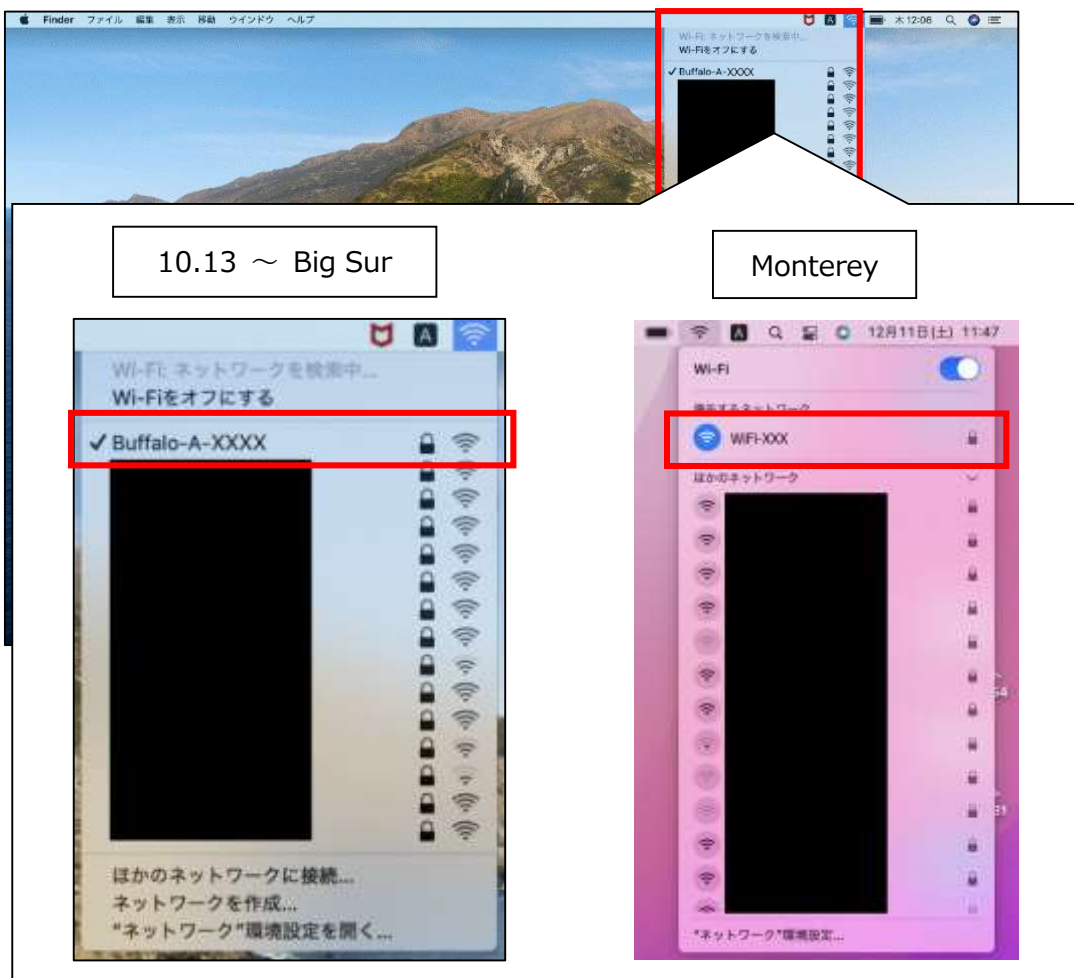 Finder ファイル 編集 表示 移動 ウインドウ ヘルプ
A 木 12:06
Wi-Fi: ネットワークを検索中...
Wi-Fiをオフにする
✓ Buffalo-A-XXXX
10.13 ～ Big Sur
A
Wi-Fi: ネットワークを検索中...
Wi-Fiをオフにする
✓ Buffalo-A-XXXX
ほかのネットワークに接続...
ネットワークを作成...
“ネットワーク”環境設定を開く...
Monterey
A 12月11日(土) 11:47
Wi-Fi
WiFi-XXX
ほかのネットワーク
“ネットワーク”環境設定...